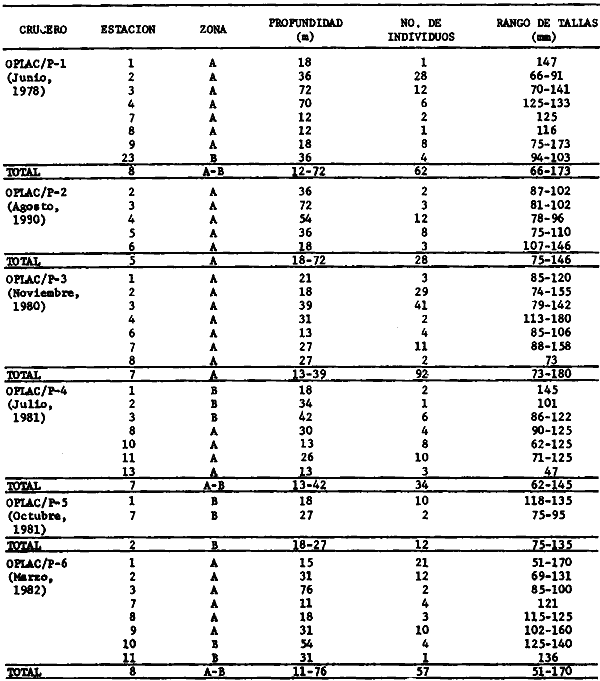 CRUCERO ESTACION ZONA PROFUNDIDAD (m) NO. DE INDIVIDUOS RANGO DE TALLAS (mm)
OPLAC/P-1 1 A 18 1 147
(Junio, 2 A 36 28 66-91
1978) 3 A 72 12 70-141
4 A 70 6 125-133
7 A 12 2 125
8 A 12 1 116
9 A 18 8 75-173
23 B 36 4 94-103
TOTAL 8 A-B 12-72 62 66-173
OPLAC/P-2 2 A 36 2 87-102
(Agosto, 3 A 72 3 81-102
1990) 4 A 54 12 78-96
5 A 36 8 75-110
6 A 18 3 107-146
TOTAL 5 A 18-72 28 75-146
OPLAC/P-3 1 A 21 3 85-120
(Noviembre, 2 A 18 29 74-155
1980) 3 A 39 41 79-142
4 A 31 2 113-180
6 A 13 4 85-106
7 A 27 11 88-158
8 A 27 2 73
TOTAL 7 A 13-39 92 73-180
OPLAC/P-4 1 B 18 2 145
(Julio, 2 B 34 1 101
1981) 3 B 42 6 86-122
8 A 30 4 90-125
10 A 13 8 62-125
11 A 26 10 71-125
13 A 13 3 47
TOTAL 7 A-B 13-42 34 62-145
OPLAC/P-5 1 B 18 10 118-135
(Octubre, 7 B 27 2 75-95
1981)
TOTAL 2 B 18-27 12 75-135
OPLAC/P-6 1 A 15 21 51-170
(Marzo, 2 A 31 12 69-131
1982) 3 A 76 2 85-100
7 A 11 4 121
8 A 18 3 115-125
9 A 31 10 102-160
10 B 54 4 125-140
11 B 31 1 136
TOTAL 8 A-B 11-76 57 51-170